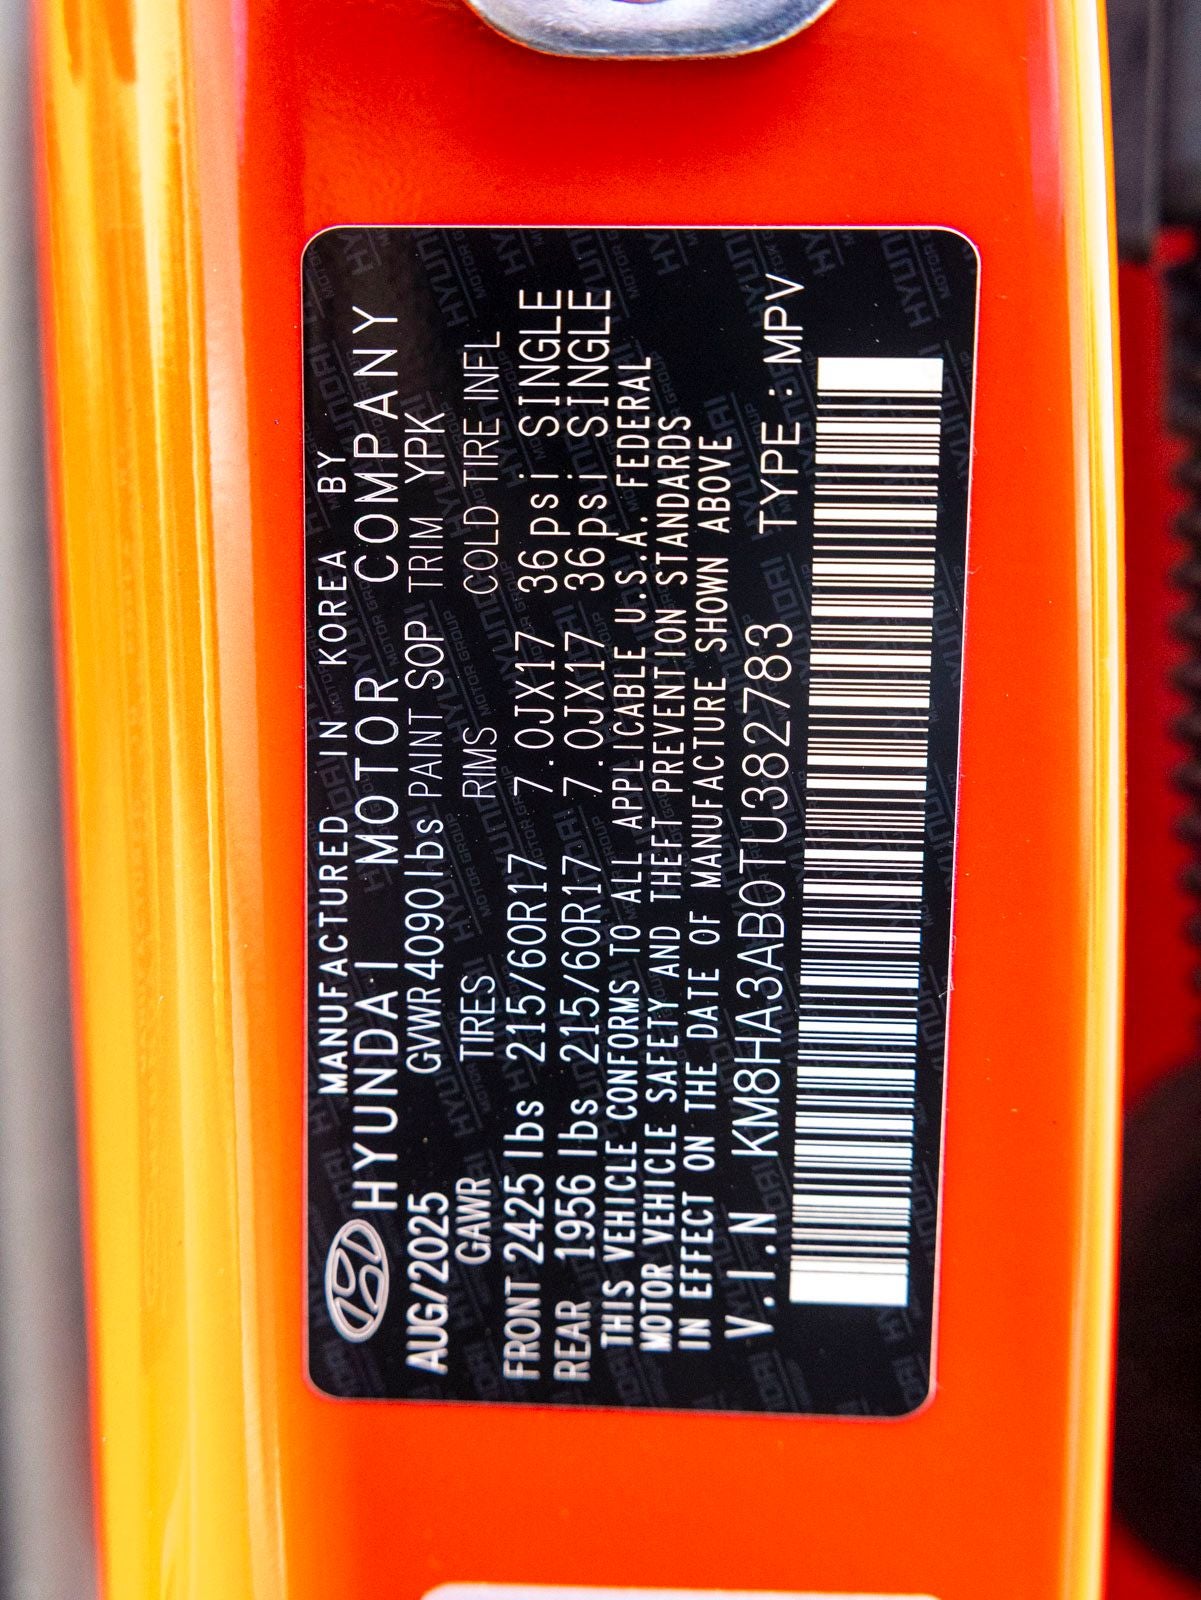 MANUFACTURED IN KOREA BY
HYUNDAI MOTOR COMPANY
AUG/2025 GVWR 4090 lbs PAINT SOP TRIM YPK
GAWR TIRES RIMS COLD TIRE INFL
FRONT 2425 lbs 215/60R17 7.0JX17 36psi SINGLE
REAR 1956 lbs 215/60R17 7.0JX17 36psi SINGLE
THIS VEHICLE CONFORMS TO ALL APPLICABLE U.S.A. FEDERAL
MOTOR VEHICLE SAFETY AND THEFT PREVENTION STANDARDS
IN EFFECT ON THE DATE OF MANUFACTURE SHOWN ABOVE
V.I.N KM8HA3AB0TU382783 TYPE : MPV